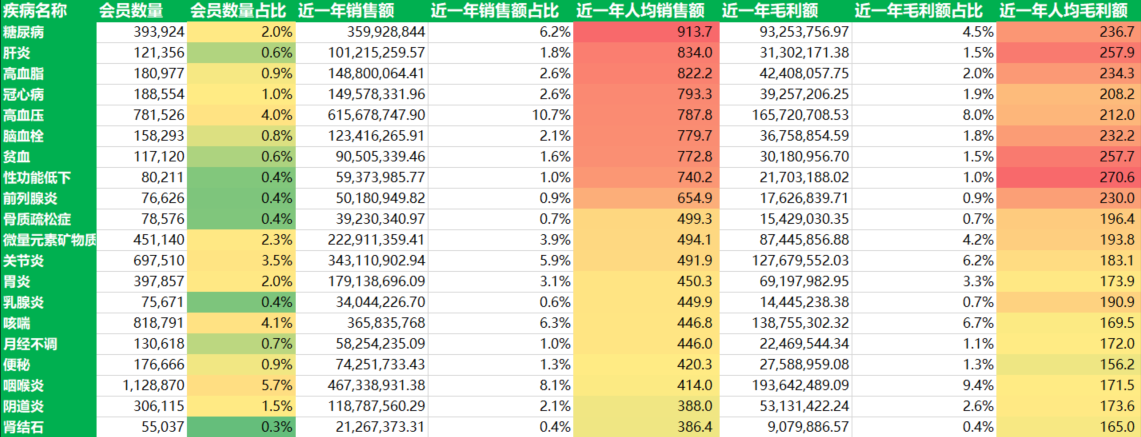 疾病名称 会员数量 会员数量占比 近一年销售额 近一年销售额占比 近一年人均销售额 近一年毛利额 近一年毛利额占比 近一年人均毛利额
糖尿病 393,924 2.0% 359,928,844 6.2% 913.7 93,253,756.97 4.5% 236.7
肝炎 121,356 0.6% 101,215,259.57 1.8% 834.0 31,302,171.38 1.5% 257.9
高血脂 180,977 0.9% 148,800,064.41 2.6% 822.2 42,408,057.75 2.0% 234.3
冠心病 188,554 1.0% 149,578,331.96 2.6% 793.3 39,257,206.25 1.9% 208.2
高血压 781,526 4.0% 615,678,747.90 10.7% 787.8 165,720,708.53 8.0% 212.0
脑血栓 158,293 0.8% 123,416,265.91 2.1% 779.7 36,758,854.59 1.8% 232.2
贫血 117,120 0.6% 90,505,339.46 1.6% 772.8 30,180,956.70 1.5% 257.7
性功能低下 80,211 0.4% 59,373,985.77 1.0% 740.2 21,703,188.02 1.0% 270.6
前列腺炎 76,626 0.4% 50,180,949.82 0.9% 654.9 17,626,839.71 0.9% 230.0
骨质疏松症 78,576 0.4% 39,230,340.97 0.7% 499.3 15,429,030.35 0.7% 196.4
微量元素矿物质 451,140 2.3% 222,911,359.41 3.9% 494.1 87,445,856.88 4.2% 193.8
关节炎 697,510 3.5% 343,110,902.94 5.9% 491.9 127,679,552.03 6.2% 183.1
胃炎 397,857 2.0% 179,138,696.09 3.1% 450.3 69,197,982.95 3.3% 173.9
乳腺炎 75,671 0.4% 34,044,226.70 0.6% 449.9 14,445,238.38 0.7% 190.9
咳喘 818,791 4.1% 365,835,768 6.3% 446.8 138,755,302.32 6.7% 169.5
月经不调 130,618 0.7% 58,254,235.09 1.0% 446.0 22,469,544.34 1.1% 172.0
便秘 176,666 0.9% 74,251,733.43 1.3% 420.3 27,588,959.08 1.3% 156.2
咽喉炎 1,128,870 5.7% 467,338,931.38 8.1% 414.0 193,642,489.09 9.4% 171.5
阴道炎 306,115 1.5% 118,787,560.29 2.1% 388.0 53,131,422.24 2.6% 173.6
肾结石 55,037 0.3% 21,267,373.31 0.4% 386.4 9,079,886.57 0.4% 165.0